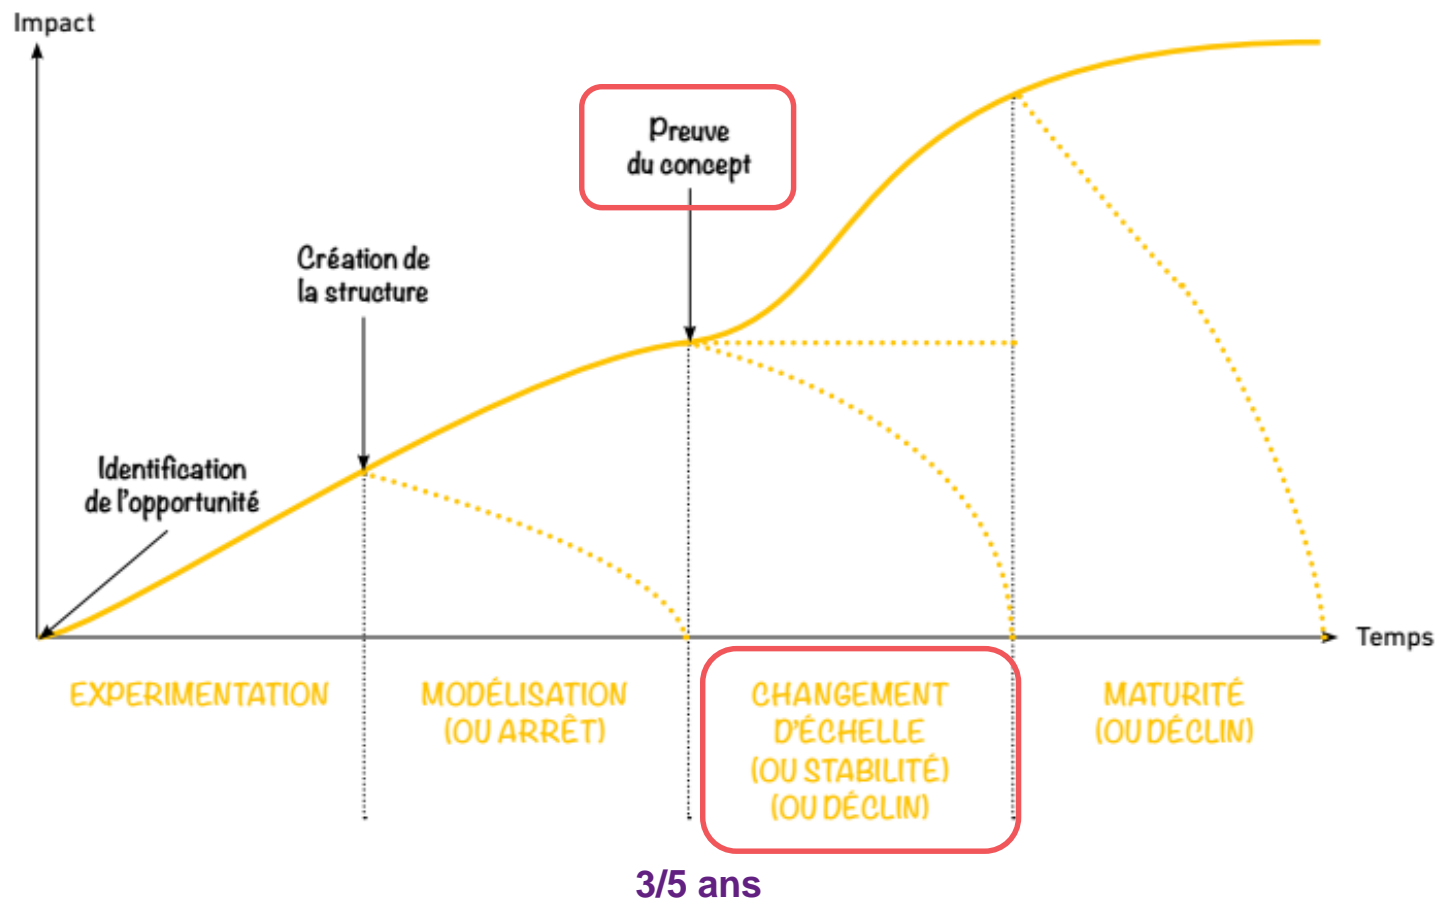 Impact
Preuve
du concept
Création de
la structure
Identification
de l'opportunité
Temps
EXPERIMENTATION
MODÉLISATION
(OU ARRÊT)
CHANGEMENT
D'ÉCHELLE
(OU STABILITÉ)
(OU DÉCLIN)
MATURITÉ
(OU DÉCLIN)
3/5 ans